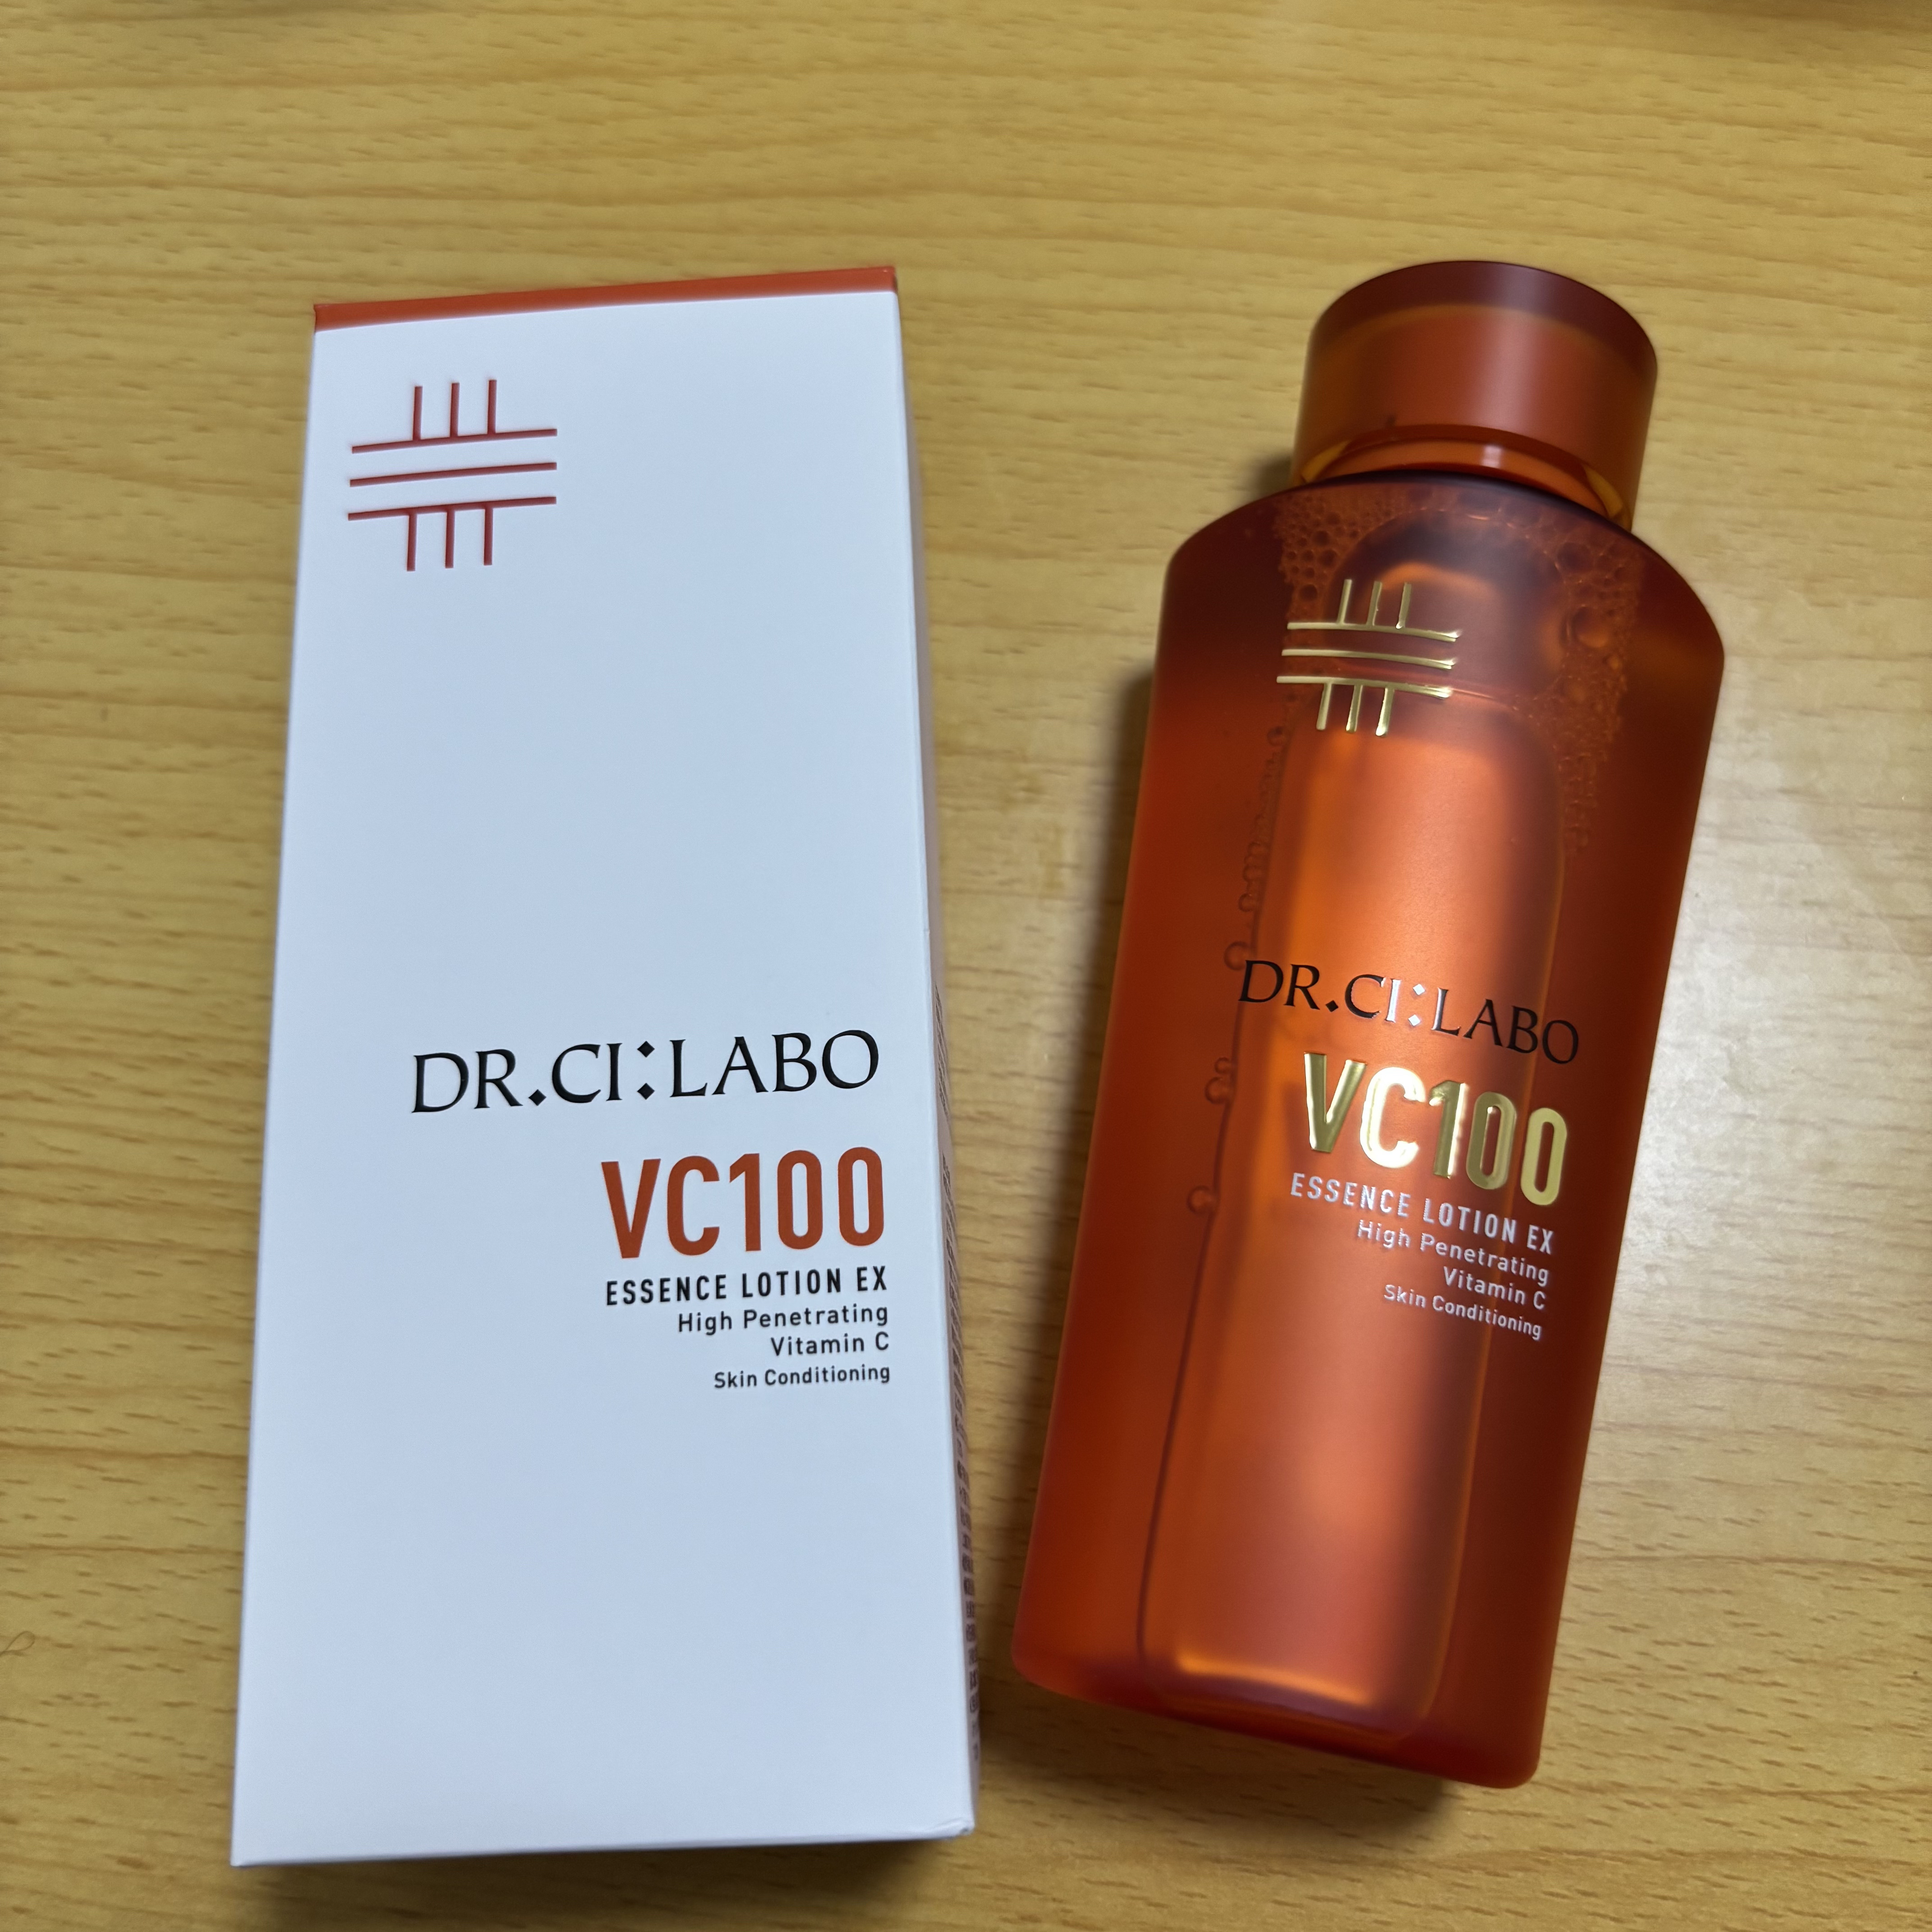 DR.CI:LABO
VC100
ESSENCE LOTION EX
High Penetrating
Vitamin C
Skin Conditioning
DR.CI:LABO
VC100
ESSENCE LOTION EX
High Penetrating
Vitamin C
Skin Conditioning